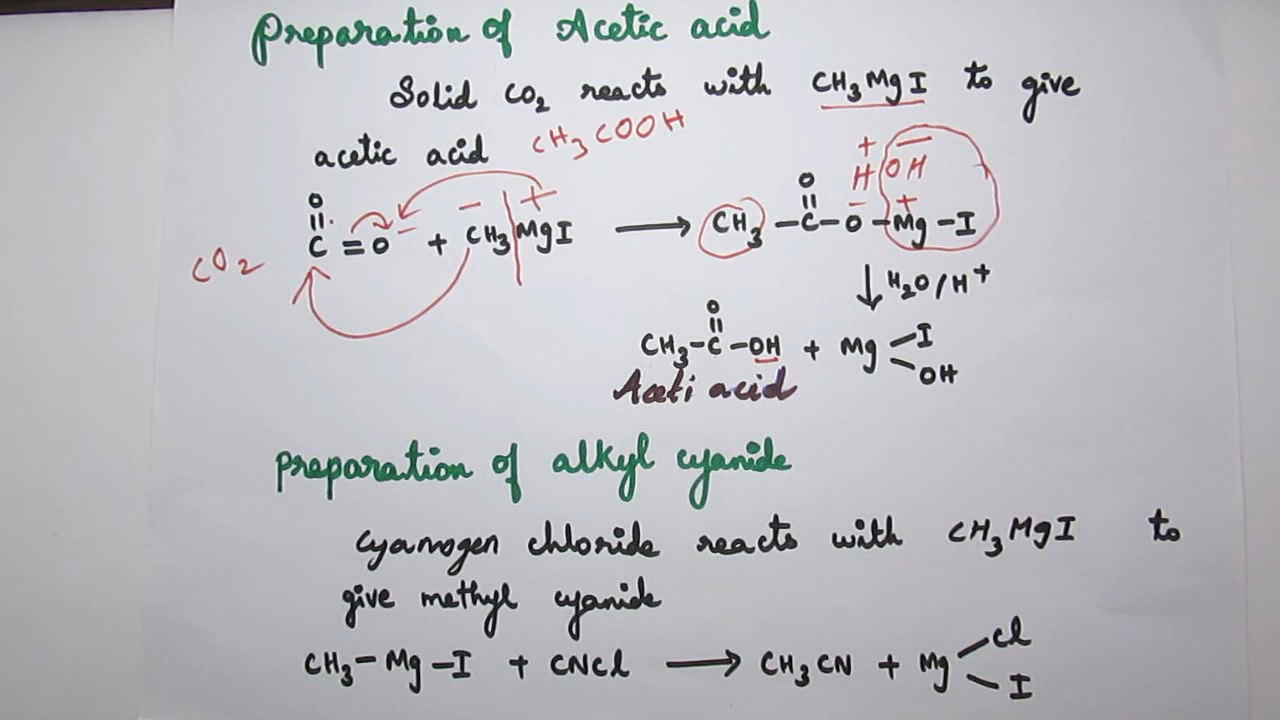 Preparation of Acetic acid
Solid CO2 reacts with CH3MgI to give
acetic acid CH3COOH
+ −
H OH
O O − +
|| − + ||
C = O − + CH3 MgI ⟶ CH3 − C − O − Mg − I
CO2
↓ H2O/H+
O
|| I
CH3 − C − OH + Mg
OH
Aceti acid
Preparation of alkyl cyanide
Cyanogen chloride reacts with CH3MgI to
give methyl cyanide
Cl
CH3 − Mg − I + CNCl ⟶ CH3CN + Mg
I